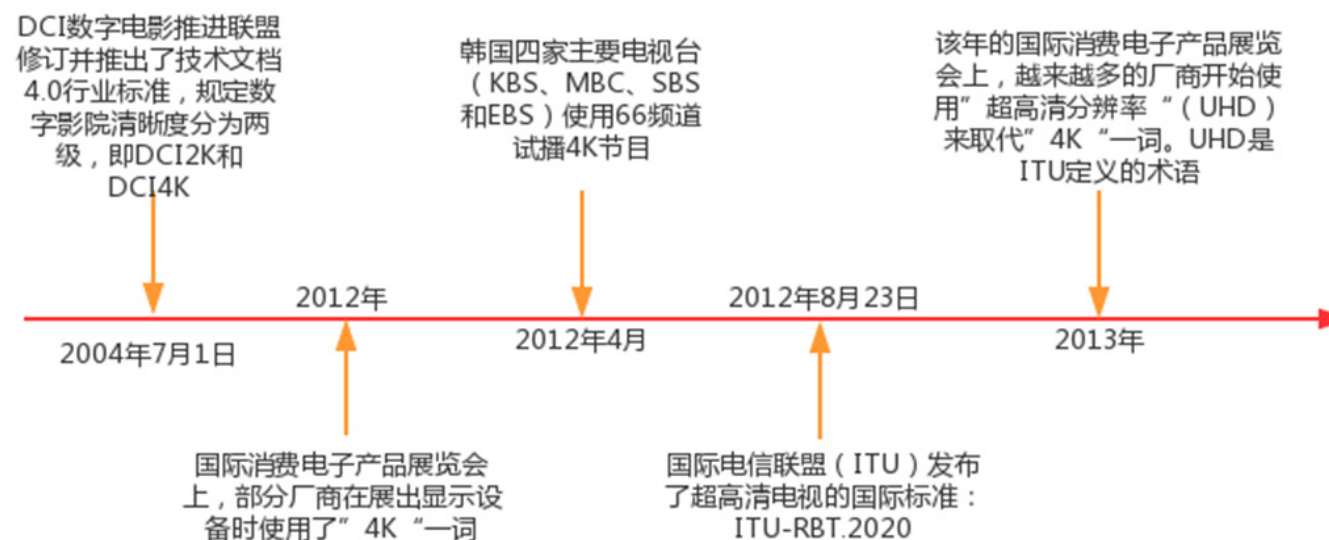 DCI数字电影推进联盟
修订并推出了技术文档
4.0行业标准，规定数
字影院清晰度分为两
级，即DCI2K和
DCI4K
韩国四家主要电视台
（KBS、MBC、SBS
和EBS）使用66频道
试播4K节目
该年的国际消费电子产品展览
会上，越来越多的厂商开始使
用”超高清分辨率“（UHD）
来取代”4K“一词。UHD是
ITU定义的术语
2012年
2012年8月23日
2004年7月1日
2012年4月
2013年
国际消费电子产品展览会
上，部分厂商在展出显示设
备时使用了”4K“一词
国际电信联盟（ITU）发布
了超高清电视的国际标准：
ITU-RBT.2020